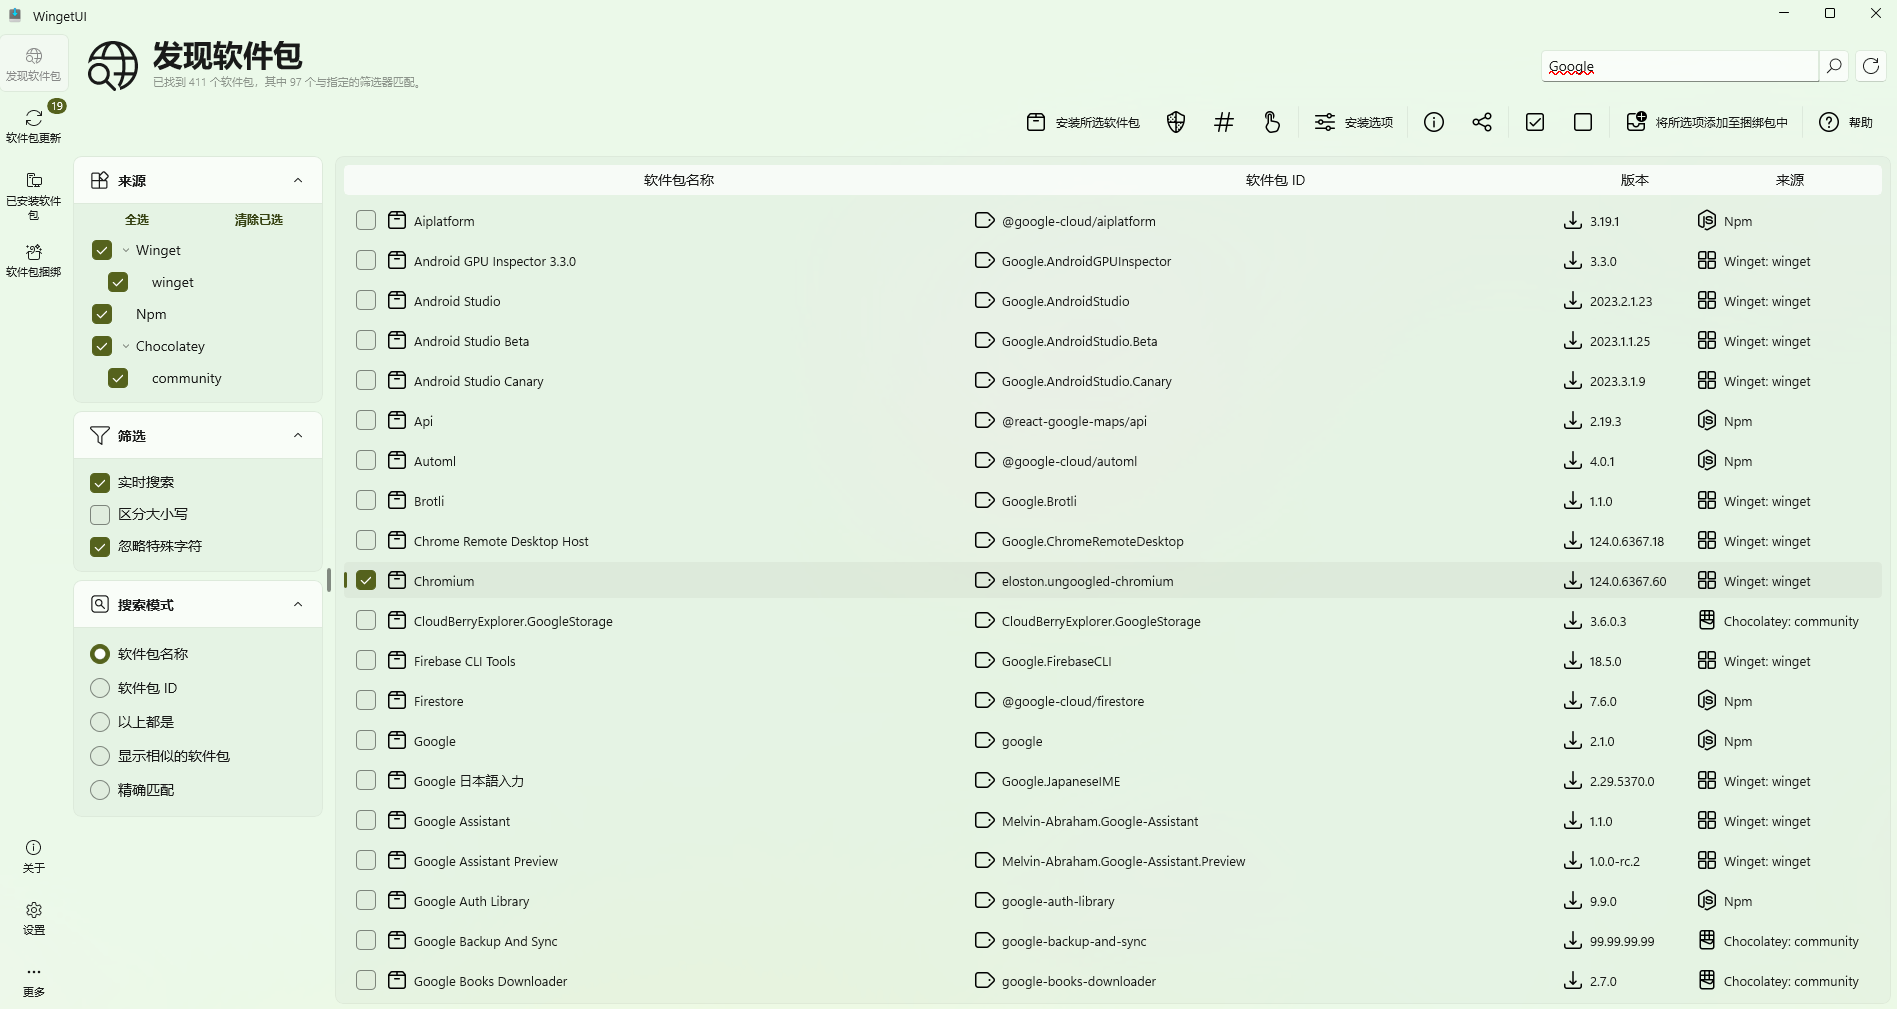 WingetUI
发现软件包
已找到 411 个软件包，其中 97 个与指定的筛选器匹配。
Google
发现软件包
19
软件包更新
已安装软件
包
软件包捆绑
关于
设置
更多
安装所选软件包
安装选项
将所选项添加至捆绑包中
帮助
来源
全选 清除已选
Winget
winget
Npm
Chocolatey
community
筛选
实时搜索
区分大小写
忽略特殊字符
搜索模式
软件包名称
软件包 ID
以上都是
显示相似的软件包
精确匹配
软件包名称 软件包 ID 版本 来源
Aiplatform @google-cloud/aiplatform 3.19.1 Npm
Android GPU Inspector 3.3.0 Google.AndroidGPUInspector 3.3.0 Winget: winget
Android Studio Google.AndroidStudio 2023.2.1.23 Winget: winget
Android Studio Beta Google.AndroidStudio.Beta 2023.1.1.25 Winget: winget
Android Studio Canary Google.AndroidStudio.Canary 2023.3.1.9 Winget: winget
Api @react-google-maps/api 2.19.3 Npm
Automl @google-cloud/automl 4.0.1 Npm
Brotli Google.Brotli 1.1.0 Winget: winget
Chrome Remote Desktop Host Google.ChromeRemoteDesktop 124.0.6367.18 Winget: winget
Chromium eloston.ungoogled-chromium 124.0.6367.60 Winget: winget
CloudBerryExplorer.GoogleStorage CloudBerryExplorer.GoogleStorage 3.6.0.3 Chocolatey: community
Firebase CLI Tools Google.FirebaseCLI 18.5.0 Winget: winget
Firestore @google-cloud/firestore 7.6.0 Npm
Google google 2.1.0 Npm
Google 日本語入力 Google.JapaneseIME 2.29.5370.0 Winget: winget
Google Assistant Melvin-Abraham.Google-Assistant 1.1.0 Winget: winget
Google Assistant Preview Melvin-Abraham.Google-Assistant.Preview 1.0.0-rc.2 Winget: winget
Google Auth Library google-auth-library 9.9.0 Npm
Google Backup And Sync google-backup-and-sync 99.99.99.99 Chocolatey: community
Google Books Downloader google-books-downloader 2.7.0 Chocolatey: community